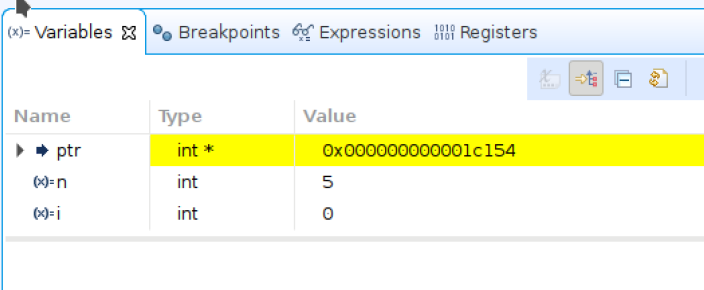 (x)= Variables Breakpoints Expressions 1010 0101 Registers
Name Type Value
ptr int * 0x000000000001c154
(x)= n int 5
(x)= i int 0